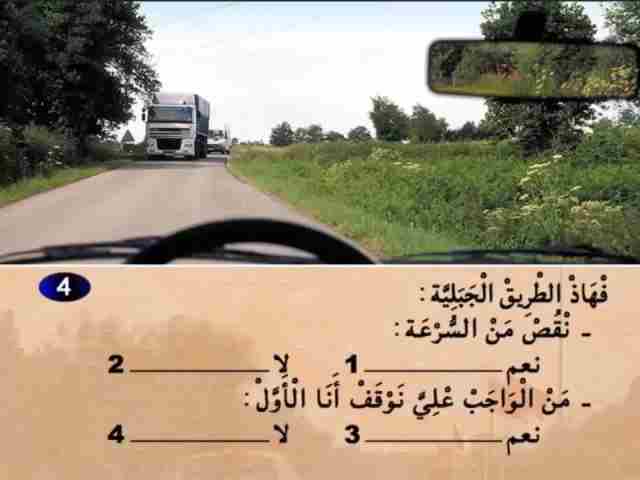 4
فْهَاذْ الطْرِيقْ الْجَبَلِيَّة :
- نْقُصْ مَنْ السُّرْعَة :
نعم ________ 1 لا ________ 2
- مَنْ الْوَاجَبْ عْلِيَّ نَوْقَفْ أَنَا الْأَوَّلْ :
نعم ________ 3 لا ________ 4